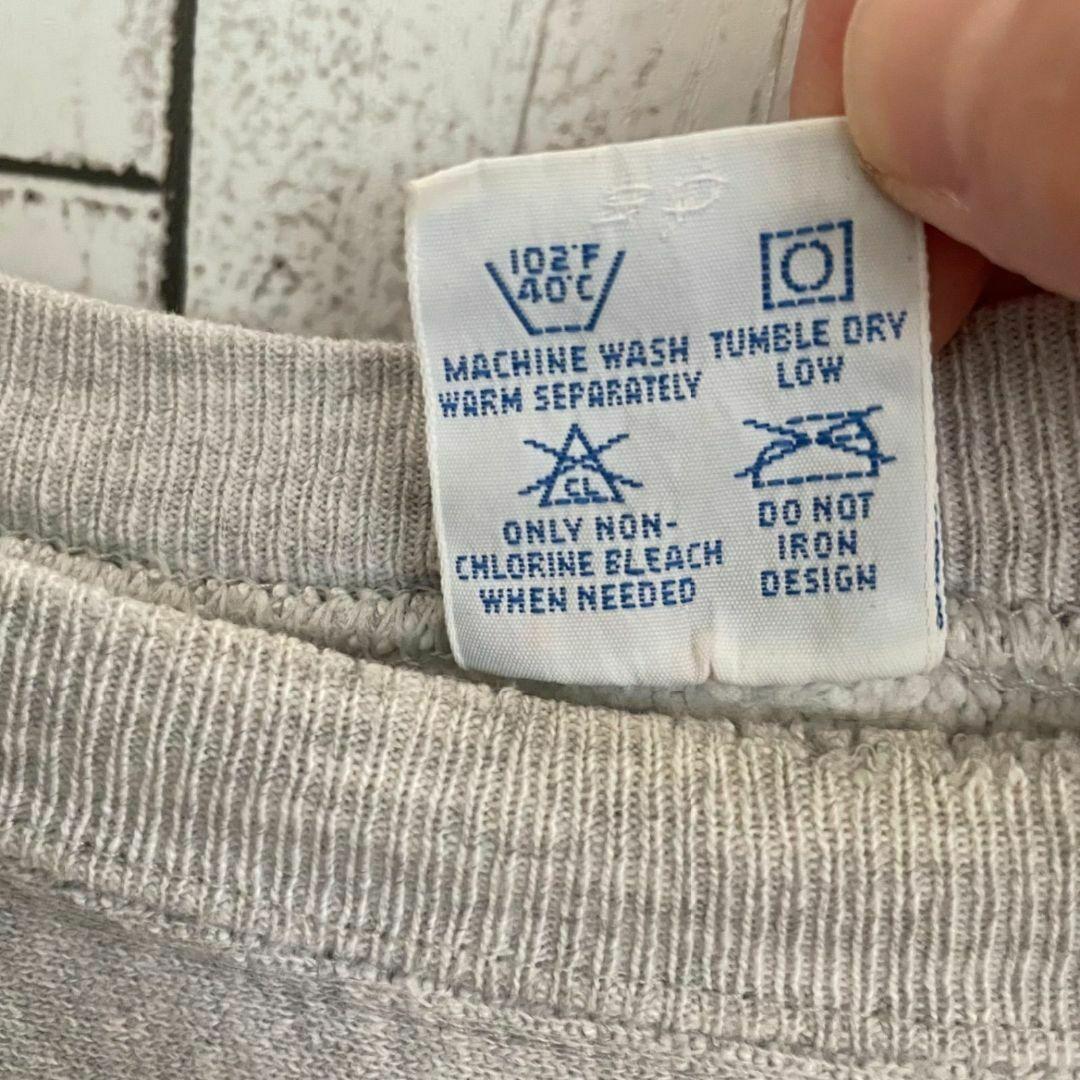 102°F
40°C
MACHINE WASH
WARM SEPARATELY
TUMBLE DRY
LOW
CL
ONLY NON-
CHLORINE BLEACH
WHEN NEEDED
DO NOT
IRON
DESIGN